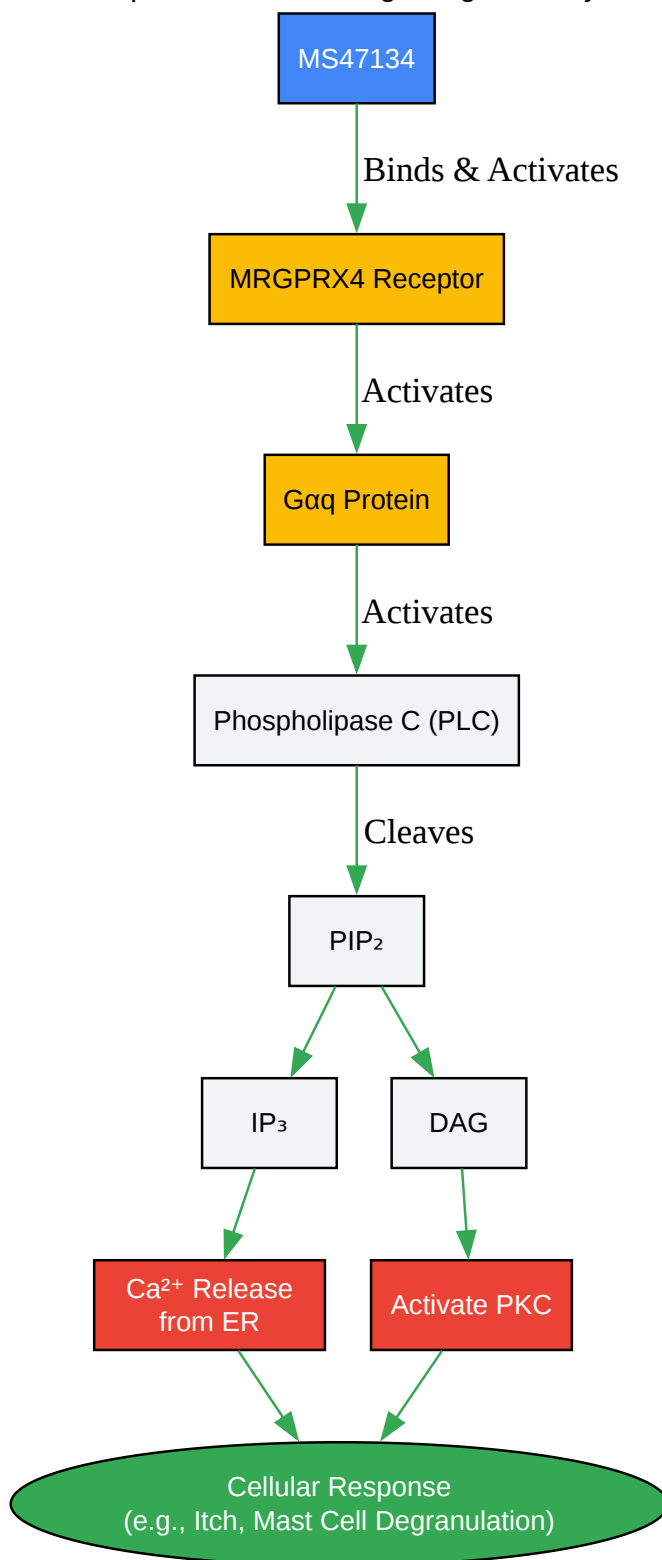 MS47134
Binds & Activates
MRGPRX4 Receptor
Activates
Gαq Protein
Activates
Phospholipase C (PLC)
Cleaves
PIP₂
IP₃
DAG
Ca²⁺ Release
from ER
Activate PKC
Cellular Response
(e.g., Itch, Mast Cell Degranulation)